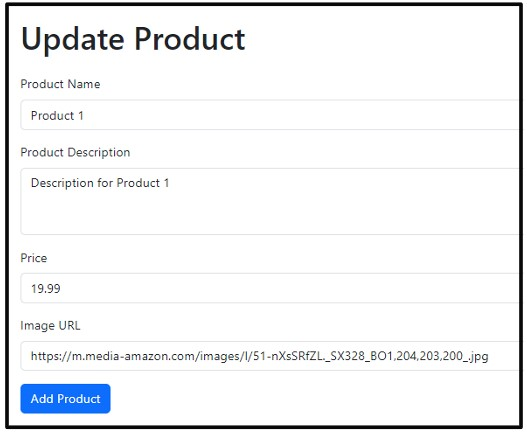 Update Product
Product Name
Product 1
Product Description
Description for Product 1
Price
19.99
Image URL
https://m.media-amazon.com/images/I/51-nXsSRfZL._SX328_BO1,204,203,200_.jpg
Add Product